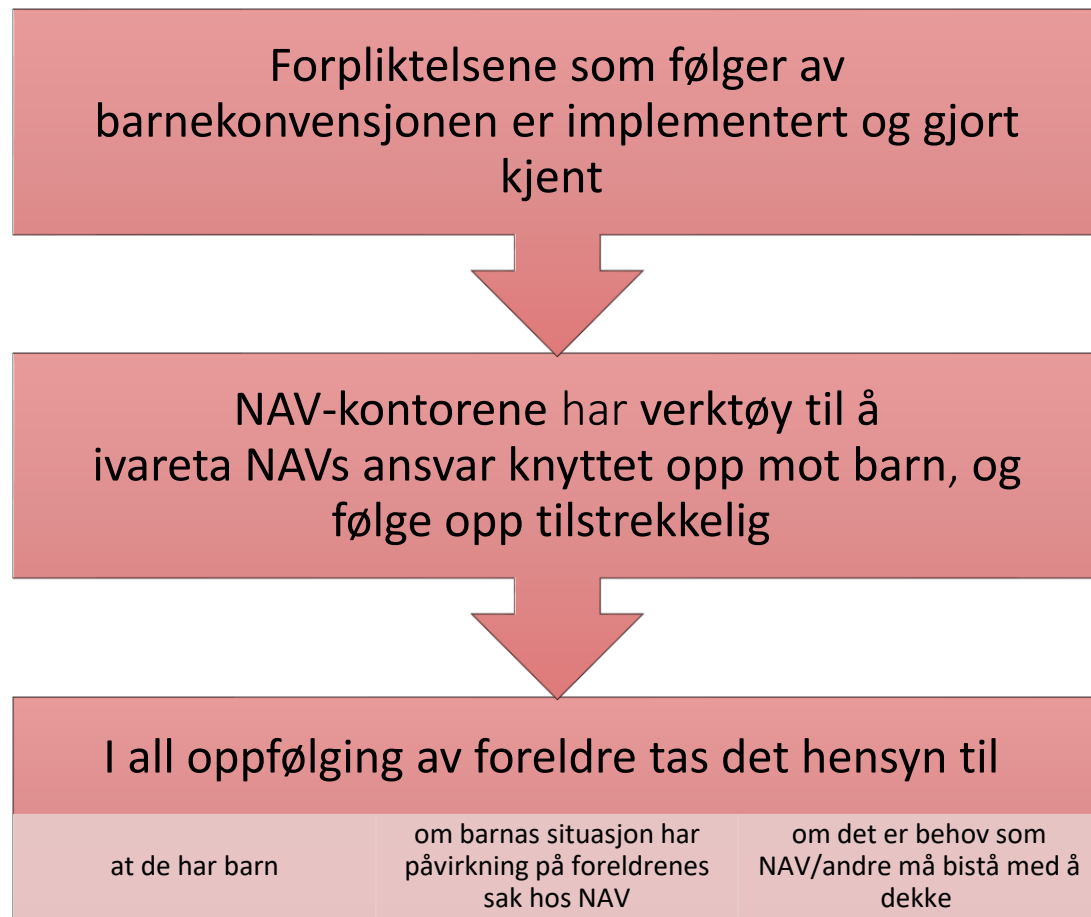 Forpliktelsene som følger av
barnekonvensjonen er implementert og gjort
kjent
NAV-kontorene har verktøy til å
ivareta NAVs ansvar knyttet opp mot barn, og
følge opp tilstrekkelig
I all oppfølging av foreldre tas det hensyn til
at de har barn
om barnas situasjon har
påvirkning på foreldrenes
sak hos NAV
om det er behov som
NAV/andre må bistå med å
dekke